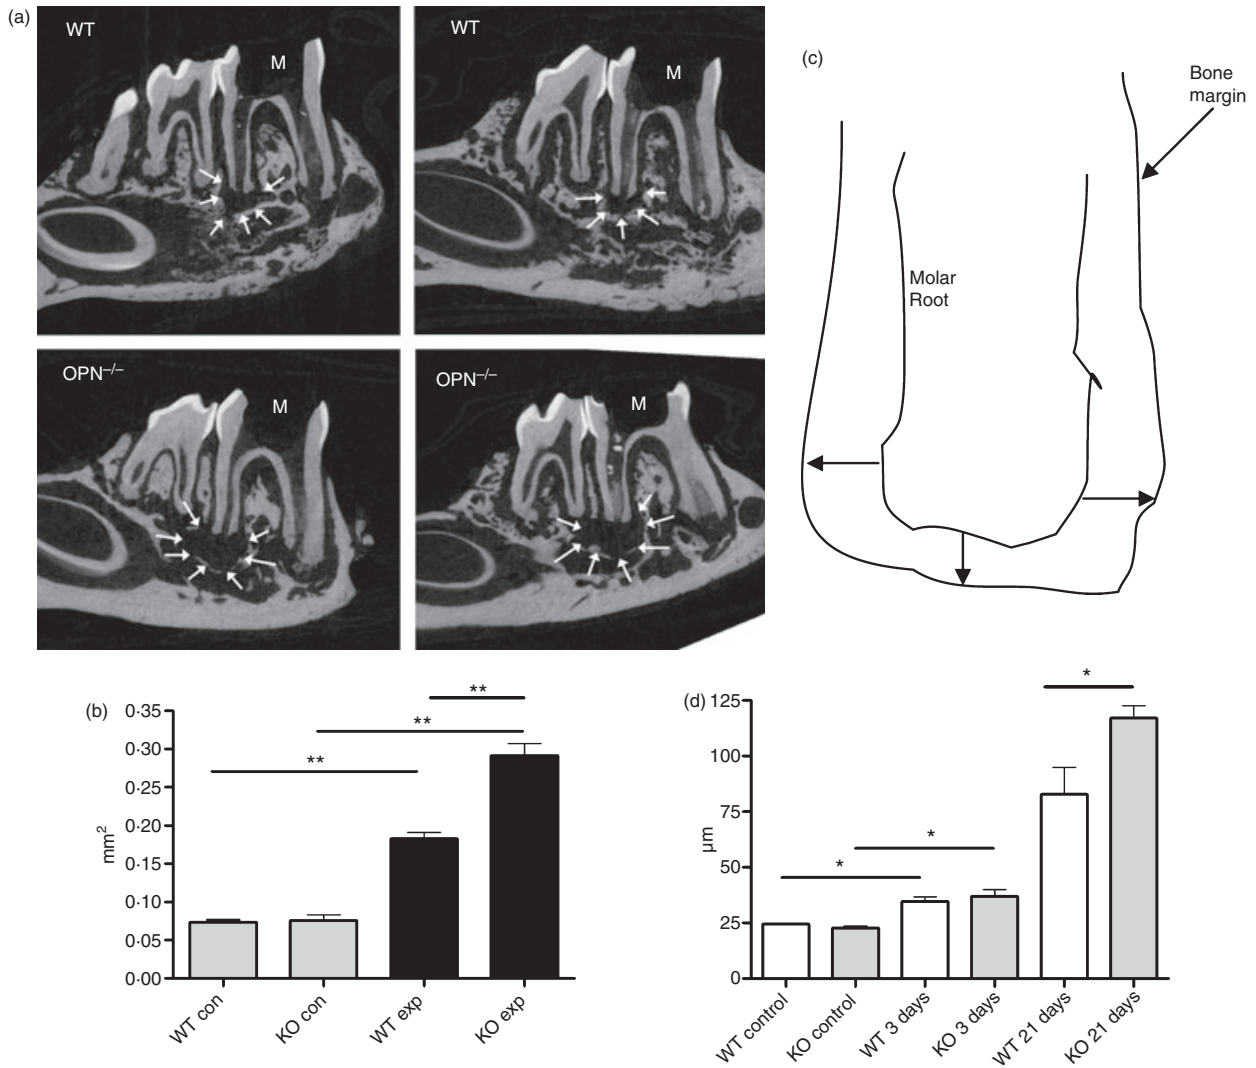 (a)
WT
M
WT
M
OPN–/–
M
OPN–/–
M
(c)
Bone
margin
Molar
Root
(b)
mm2
0·35
0·30
0·25
0·20
0·15
0·10
0·05
0·00
**
**
**
WT con
KO con
WT exp
KO exp
(d)
µm
125
100
75
50
25
0
*
*
*
WT control
KO control
WT 3 days
KO 3 days
WT 21 days
KO 21 days